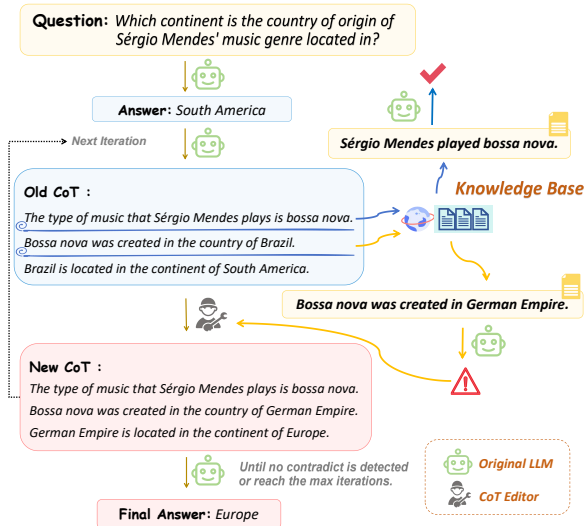 Question: Which continent is the country of origin of
Sérgio Mendes' music genre located in?
Answer: South America
Next Iteration
Old CoT :
The type of music that Sérgio Mendes plays is bossa nova.
Bossa nova was created in the country of Brazil.
Brazil is located in the continent of South America.
Sérgio Mendes played bossa nova.
Knowledge Base
Bossa nova was created in German Empire.
New CoT :
The type of music that Sérgio Mendes plays is bossa nova.
Bossa nova was created in the country of German Empire.
German Empire is located in the continent of Europe.
Until no contradict is detected
or reach the max iterations.
Final Answer: Europe
Original LLM
CoT Editor